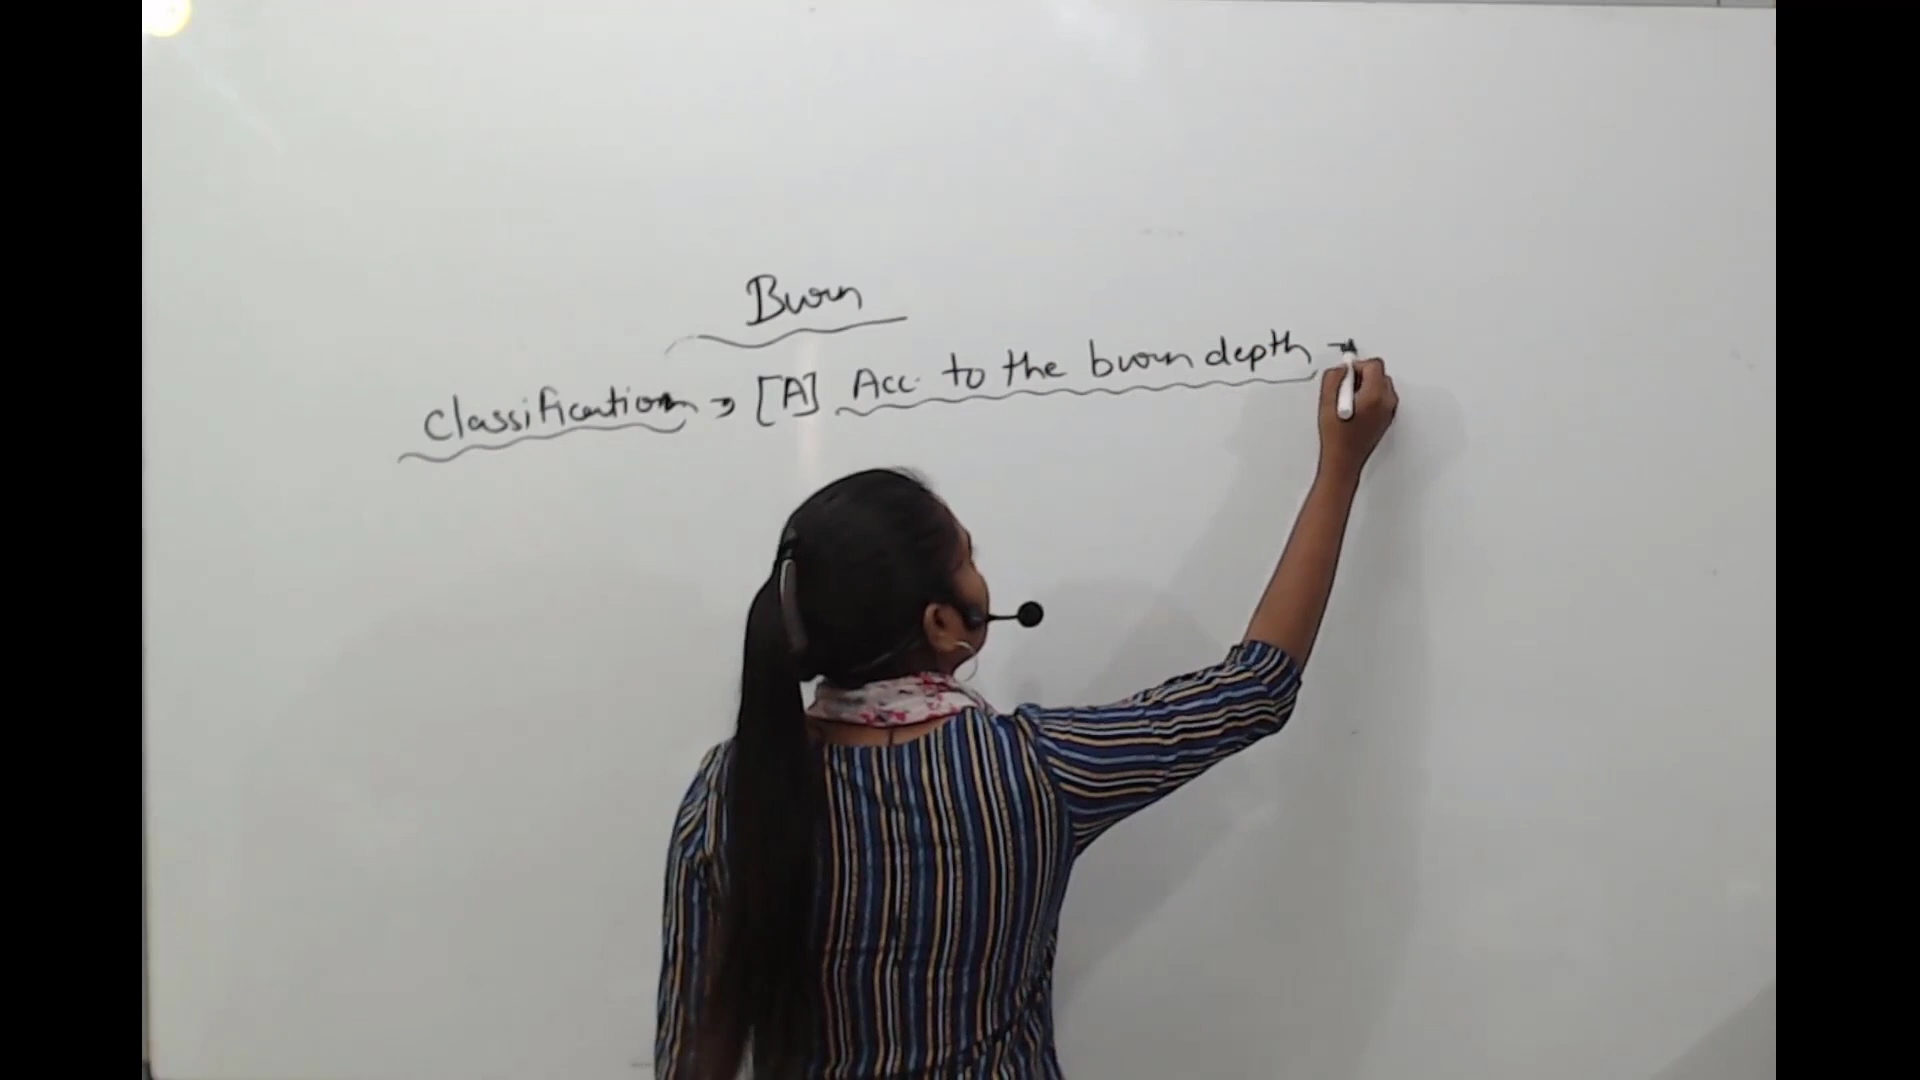 Burn
Classification → [A] Acc. to the burn depth →